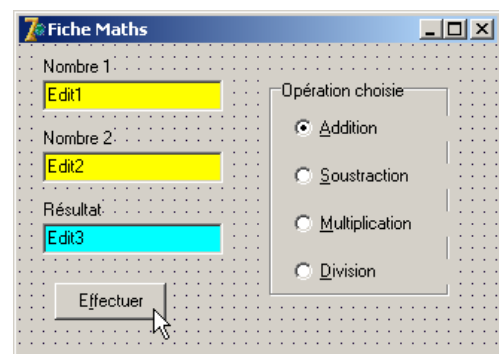 Fiche Maths
Nombre 1
Edit1
Nombre 2
Edit2
Résultat
Edit3
Effectuer
Opération choisie
Addition
Soustraction
Multiplication
Division